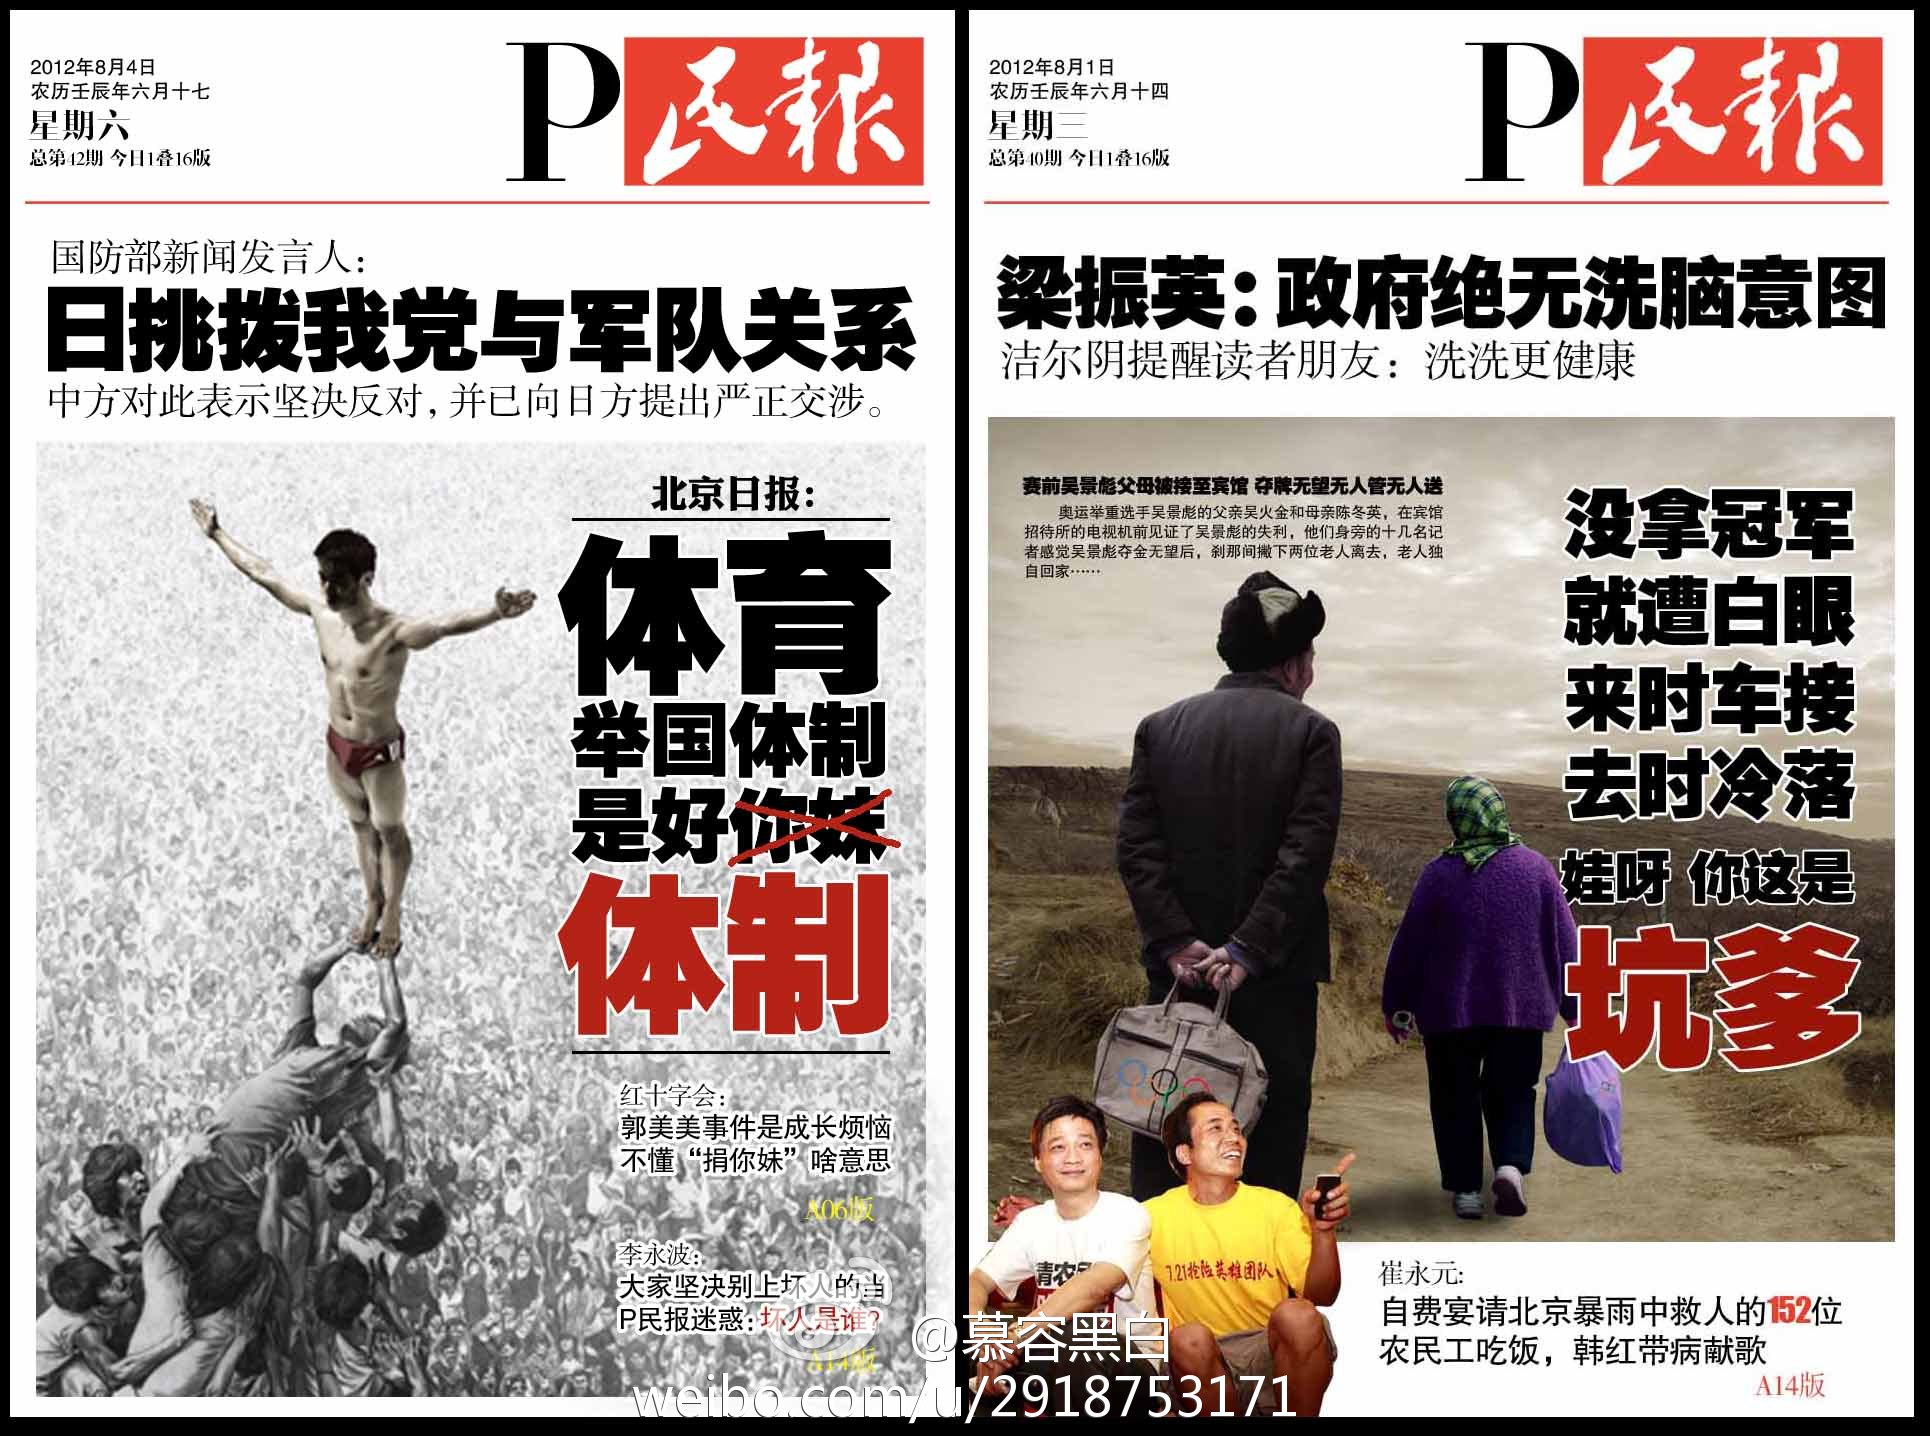 2012年8月4日
农历壬辰年六月十七
星期六
总第42期 今日1叠16版
P民報
国防部新闻发言人：
日挑拨我党与军队关系
中方对此表示坚决反对，并已向日方提出严正交涉。
北京日报：
体育
举国体制
是好你妹
体制
红十字会：
郭美美事件是成长烦恼
不懂“捐你妹”啥意思
A06版
李永波：
大家坚决别上坏人的当
P民报迷惑：坏人是谁？
A14版
2012年8月1日
农历壬辰年六月十四
星期三
总第40期 今日1叠16版
P民報
梁振英：政府绝无洗脑意图
洁尔阴提醒读者朋友：洗洗更健康
赛前吴景彪父母被接至宾馆 夺牌无望无人管无人送
奥运举重选手吴景彪的父亲吴火金和母亲陈冬英，在宾馆
招待所的电视机前见证了吴景彪的失利，他们身旁的十几名记
者感觉吴景彪夺金无望后，刹那间撇下两位老人离去，老人独
自回家……
没拿冠军
就遭白眼
来时车接
去时冷落
娃呀 你这是
坑爹
7.21抢险英雄团队
崔永元：
自费宴请北京暴雨中救人的152位
农民工吃饭，韩红带病献歌
A14版
@慕容黑白
weibo.com/u/2918753171